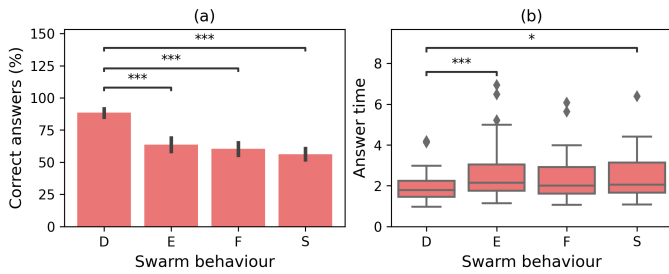 (a)
150
125
100
75
50
25
0
Correct answers (%)
***
***
***
D E F S
Swarm behaviour
(b)
8
6
4
2
0
Answer time
*
***
D E F S
Swarm behaviour